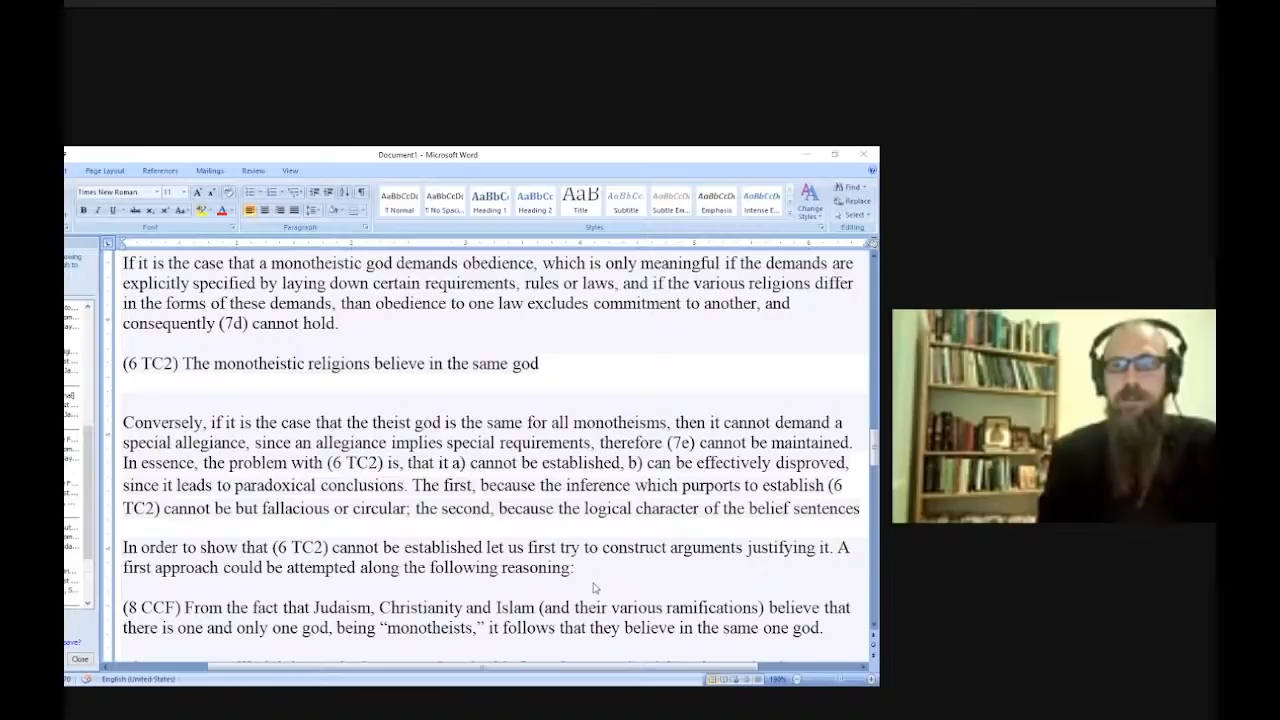 Document1 - Microsoft Word
Page Layout References Mailings Review View
Times New Roman 11
AaBbCcDc AaBbCcDc AaBbC AaBbCc AaB AaBbCc AaBbCcDc AaBbCcDc AaBbCcDc
¶ Normal ¶ No Spaci... Heading 1 Heading 2 Title Subtitle Subtle Em... Emphasis Intense E...
Change Styles
Find
Replace
Select
Font Paragraph Styles Editing
If it is the case that a monotheistic god demands obedience, which is only meaningful if the demands are
explicitly specified by laying down certain requirements, rules or laws, and if the various religions differ
in the forms of these demands, than obedience to one law excludes commitment to another, and
consequently (7d) cannot hold.
(6 TC2) The monotheistic religions believe in the same god
Conversely, if it is the case that the theist god is the same for all monotheisms, then it cannot demand a
special allegiance, since an allegiance implies special requirements, therefore (7e) cannot be maintained.
In essence, the problem with (6 TC2) is, that it a) cannot be established, b) can be effectively disproved,
since it leads to paradoxical conclusions. The first, because the inference which purports to establish (6
TC2) cannot be but fallacious or circular; the second, because the logical character of the belief sentences
In order to show that (6 TC2) cannot be established let us first try to construct arguments justifying it. A
first approach could be attempted along the following reasoning:
(8 CCF) From the fact that Judaism, Christianity and Islam (and their various ramifications) believe that
there is one and only one god, being “monotheists,” it follows that they believe in the same one god.
Close
English (United States)
190%